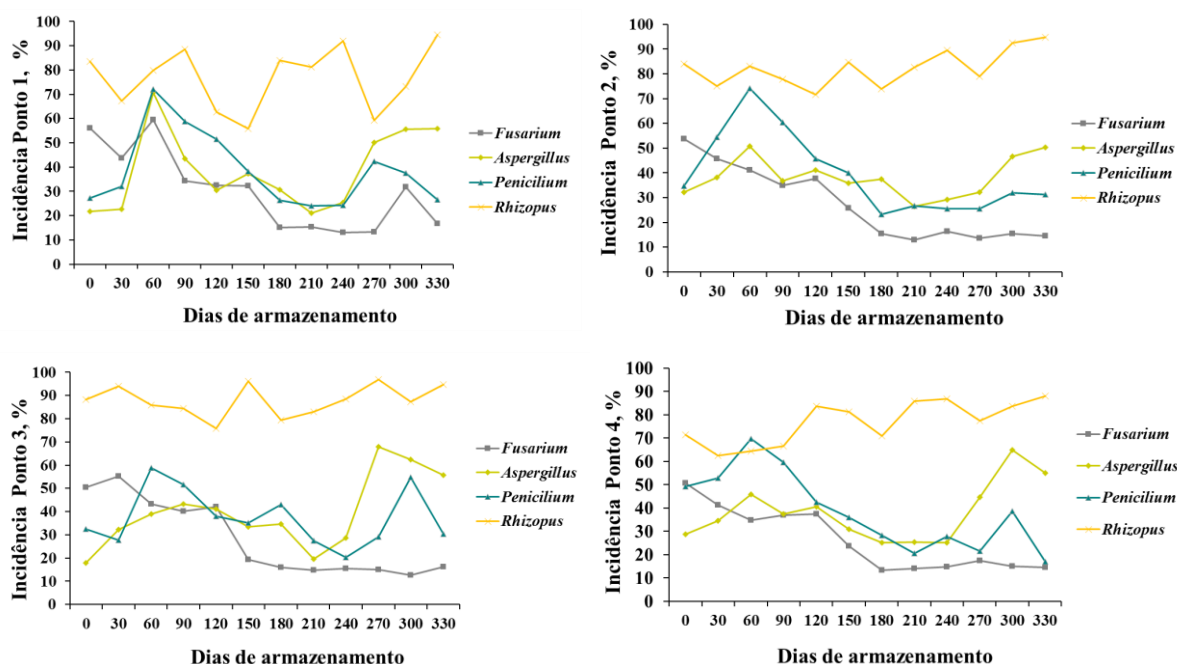 Incidência Ponto 1, %
100
90
80
70
60
50
40
30
20
10
0
0 30 60 90 120 150 180 210 240 270 300 330
Dias de armazenamento
Fusarium
Aspergillus
Penicilium
Rhizopus
Incidência Ponto 2, %
100
90
80
70
60
50
40
30
20
10
0
0 30 60 90 120 150 180 210 240 270 300 330
Dias de armazenamento
Fusarium
Aspergillus
Penicilium
Rhizopus
Incidência Ponto 3, %
100
90
80
70
60
50
40
30
20
10
0
0 30 60 90 120 150 180 210 240 270 300 330
Dias de armazenamento
Fusarium
Aspergillus
Penicilium
Rhizopus
Incidência Ponto 4, %
100
90
80
70
60
50
40
30
20
10
0
0 30 60 90 120 150 180 210 240 270 300 330
Dias de armazenamento
Fusarium
Aspergillus
Penicilium
Rhizopus